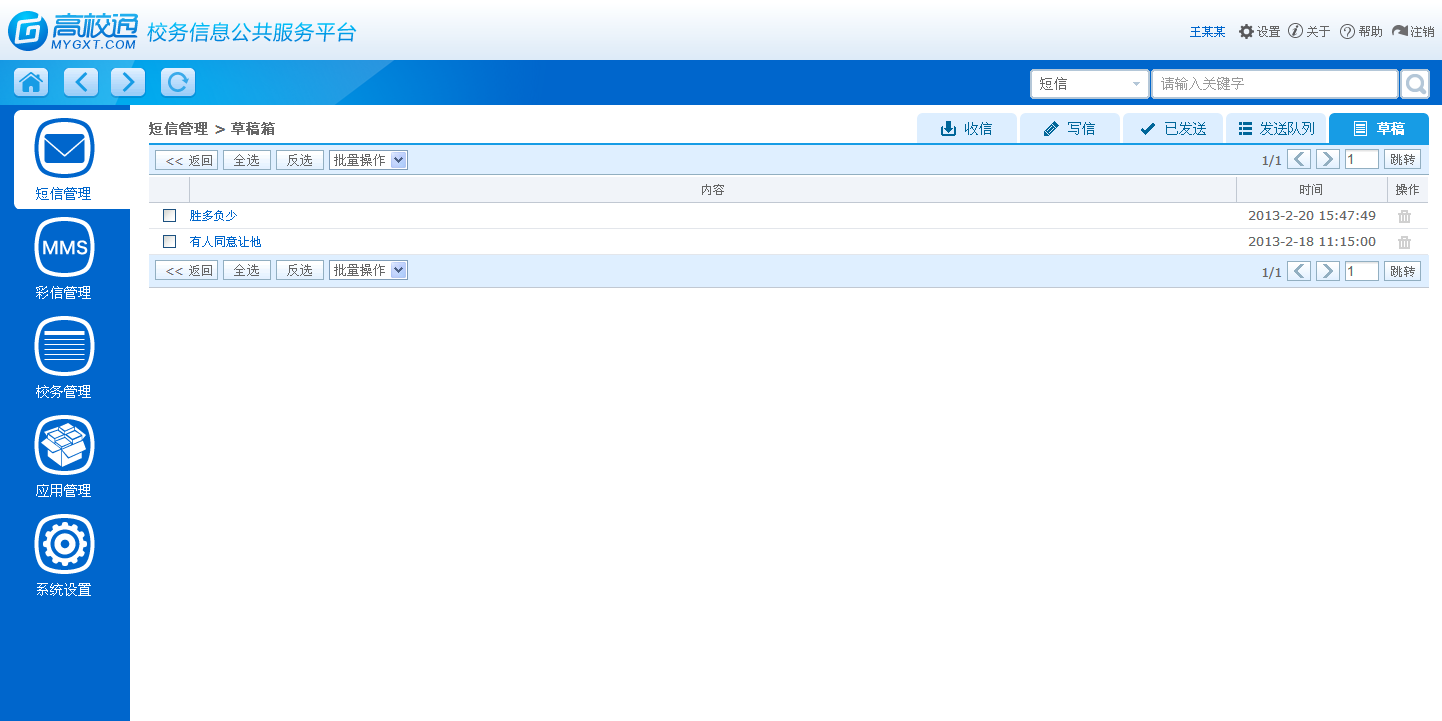 高校通 校务信息公共服务平台
MYGXT.COM
王某某 设置 关于 帮助 注销
短信 请输入关键字
短信管理 > 草稿箱 收信 写信 已发送 发送队列 草稿
<< 返回 全选 反选 批量操作 1/1 1 跳转
内容 时间 操作
胜多负少 2013-2-20 15:47:49
有人同意让他 2013-2-18 11:15:00
<< 返回 全选 反选 批量操作 1/1 1 跳转
短信管理
MMS
彩信管理
校务管理
应用管理
系统设置